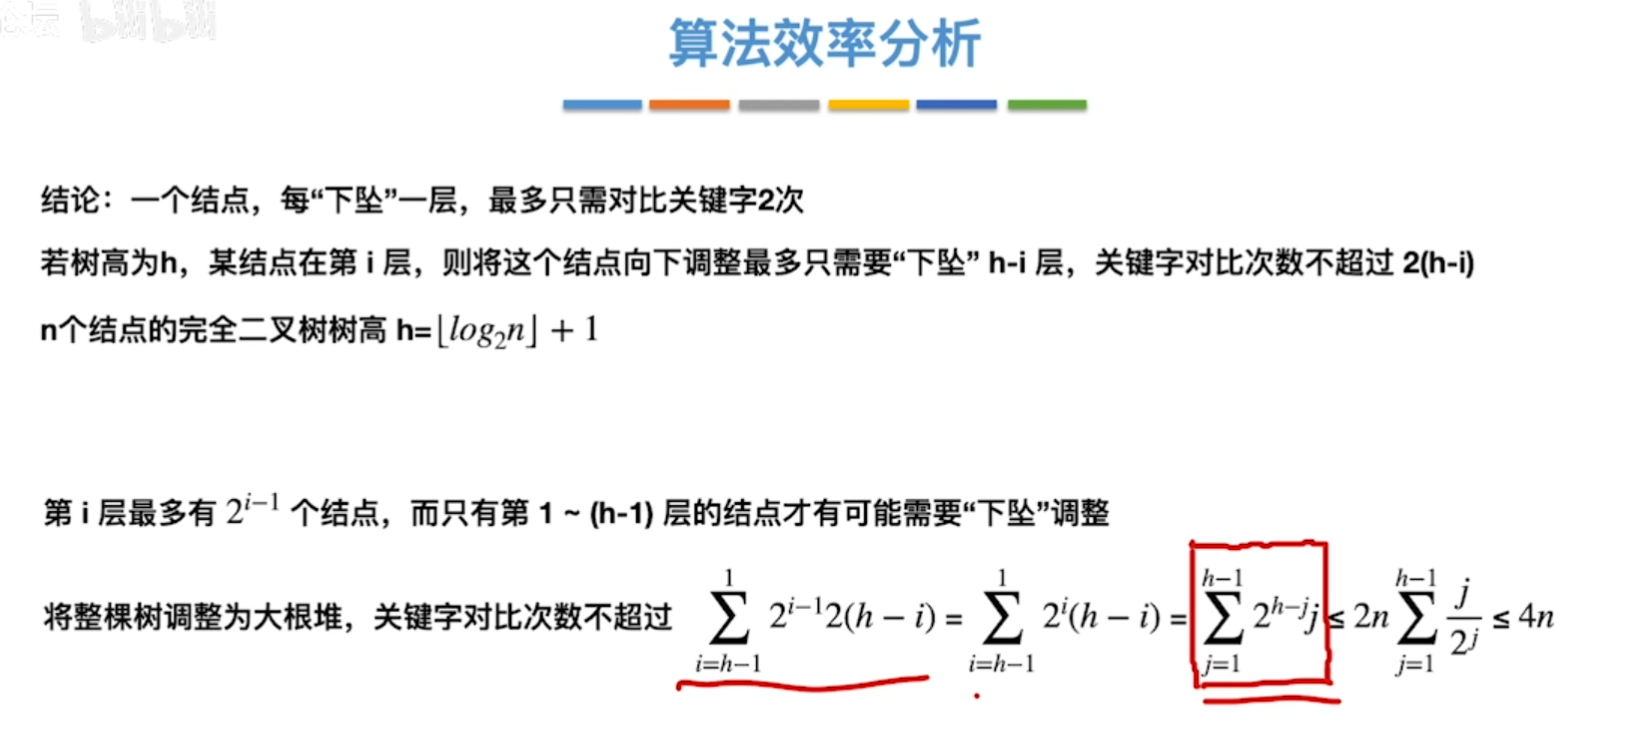 算法效率分析
结论：一个结点，每“下坠”一层，最多只需对比关键字2次
若树高为h，某结点在第 i 层，则将这个结点向下调整最多只需要“下坠” h-i 层，关键字对比次数不超过 2(h-i)
n个结点的完全二叉树树高 h=⌊log₂n⌋ + 1
第 i 层最多有 2^{i−1} 个结点，而只有第 1 ~ (h-1) 层的结点才有可能需要“下坠”调整
将整棵树调整为大根堆，关键字对比次数不超过 \sum_{i=h−1}^{1} 2^{i−1}2(h − i) = \sum_{i=h−1}^{1} 2^{i}(h − i) = \sum_{j=1}^{h−1} 2^{h−j}j ≤ 2n \sum_{j=1}^{h−1} \frac{j}{2^{j}} ≤ 4n